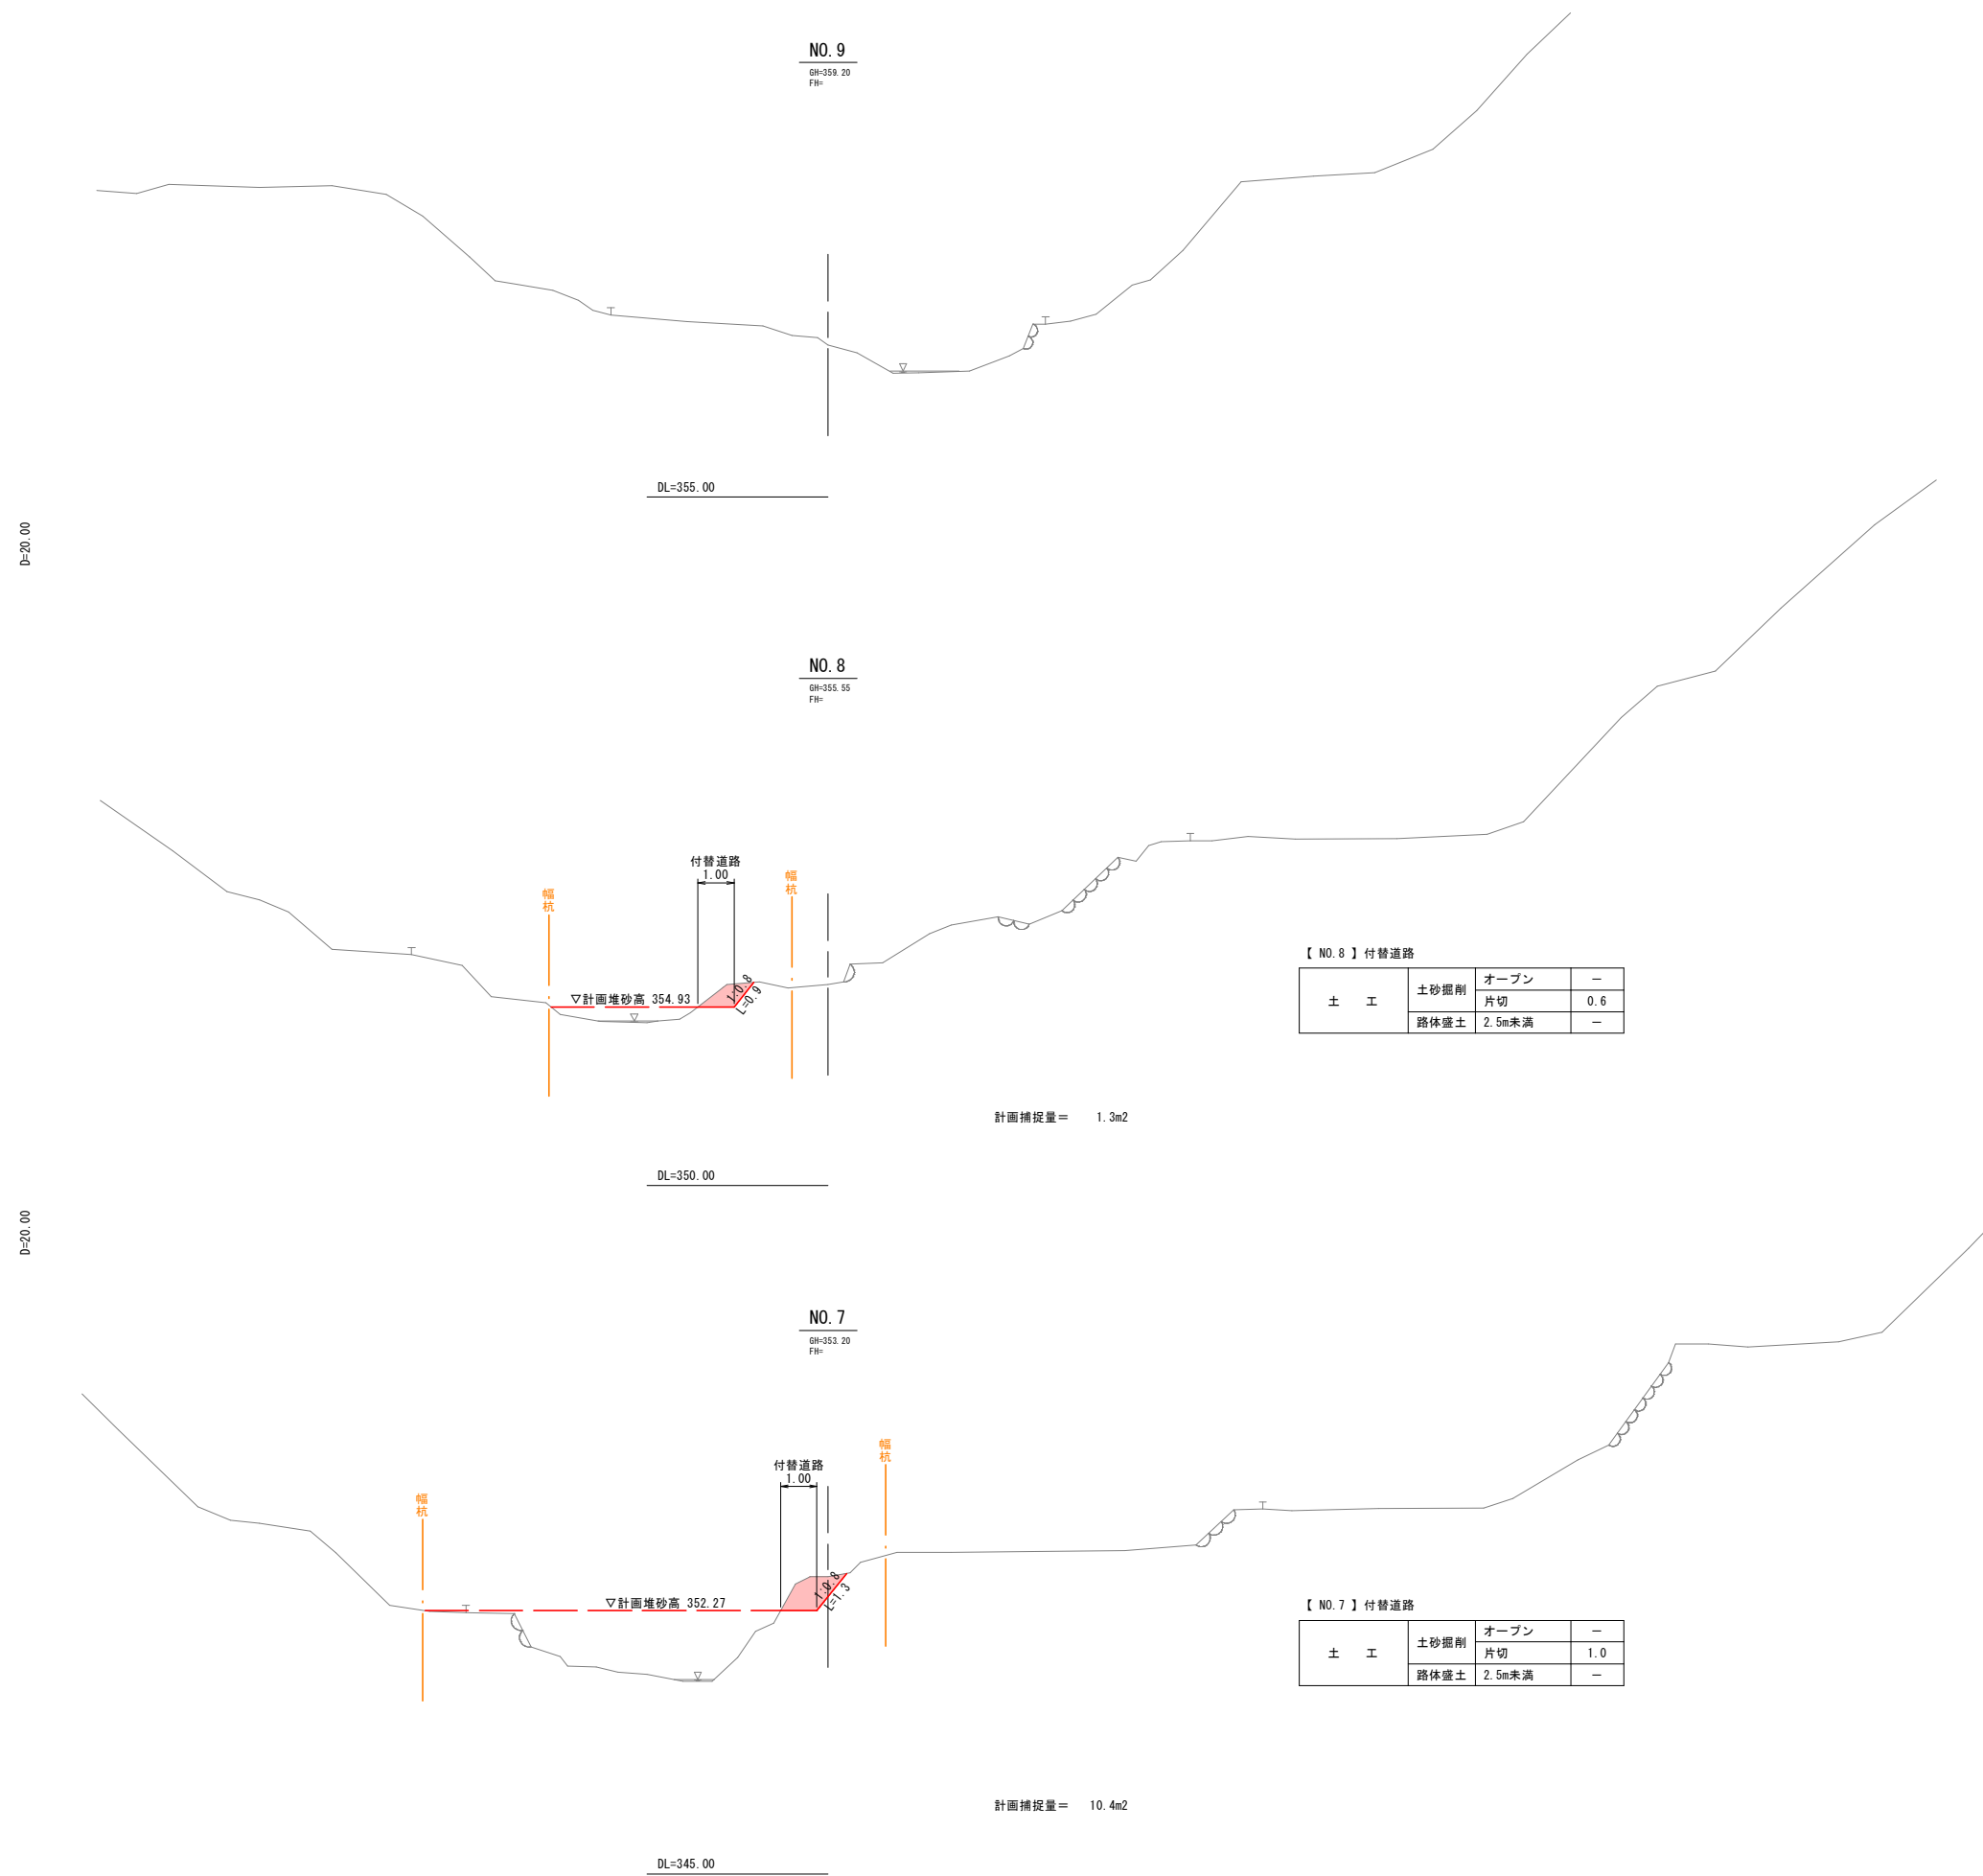 NO.9
GH=359.20
FH=
DL=355.00
D=20.00
NO.8
GH=355.55
FH=
付替道路
1.00
幅杭
幅杭
▽計画堆砂高 354.93
1:0.8
L=0.9
【 NO.8 】付替道路
土 工 土砂掘削 オープン －
片切 0.6
路体盛土 2.5m未満 －
計画捕捉量＝ 1.3m2
DL=350.00
D=20.00
NO.7
GH=353.20
FH=
付替道路
1.00
幅杭
幅杭
▽計画堆砂高 352.27
1:0.8
L=1.3
【 NO.7 】付替道路
土 工 土砂掘削 オープン －
片切 1.0
路体盛土 2.5m未満 －
計画捕捉量＝ 10.4m2
DL=345.00